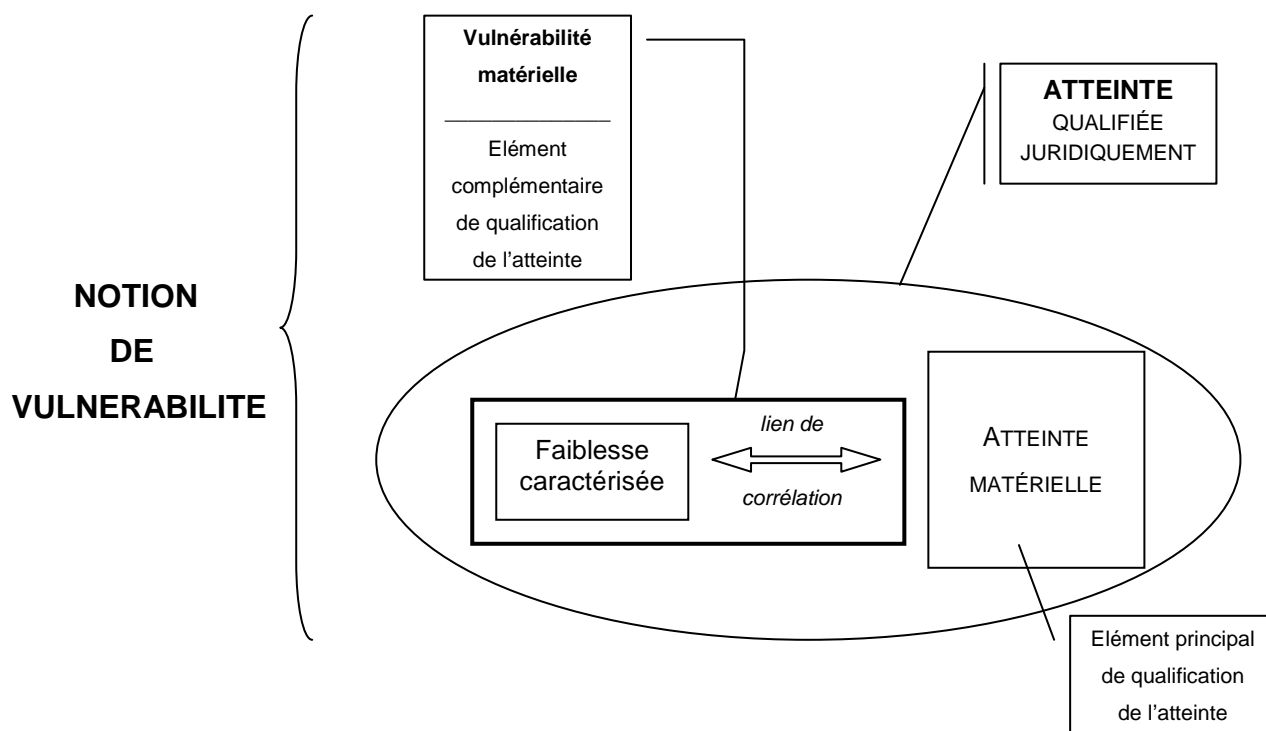 Vulnérabilité
matérielle
Elément
complémentaire
de qualification
de l’atteinte
ATTEINTE
QUALIFIÉE
JURIDIQUEMENT
NOTION
DE
VULNERABILITE
Faiblesse
caractérisée
lien de
corrélation
ATTEINTE
MATÉRIELLE
Elément principal
de qualification
de l’atteinte